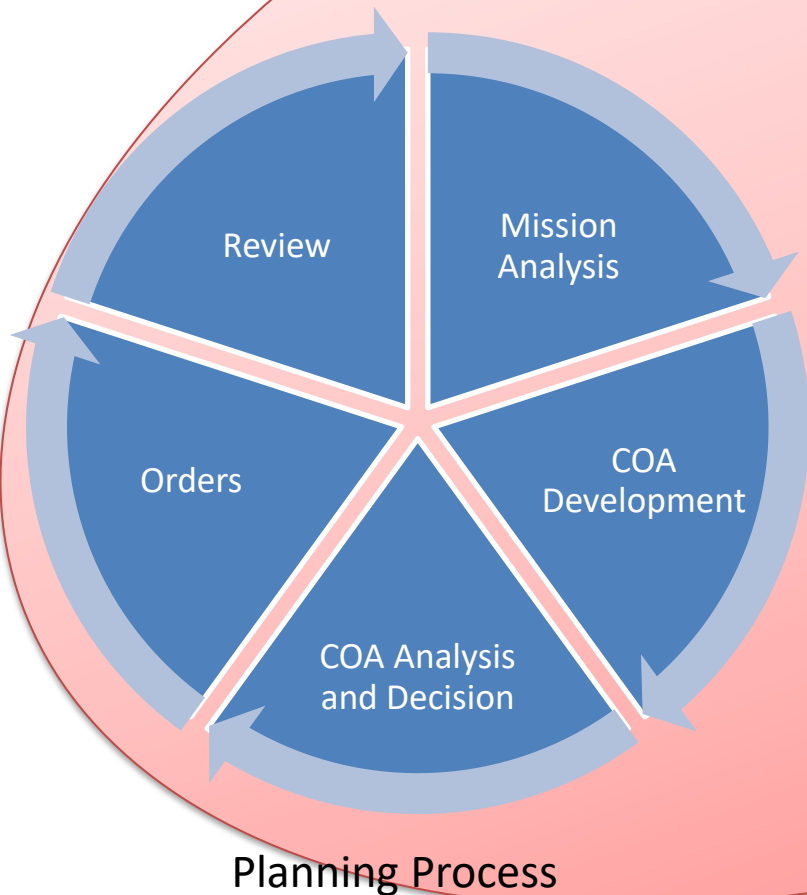 Mission
Analysis
COA
Development
COA Analysis
and Decision
Orders
Review
Planning Process